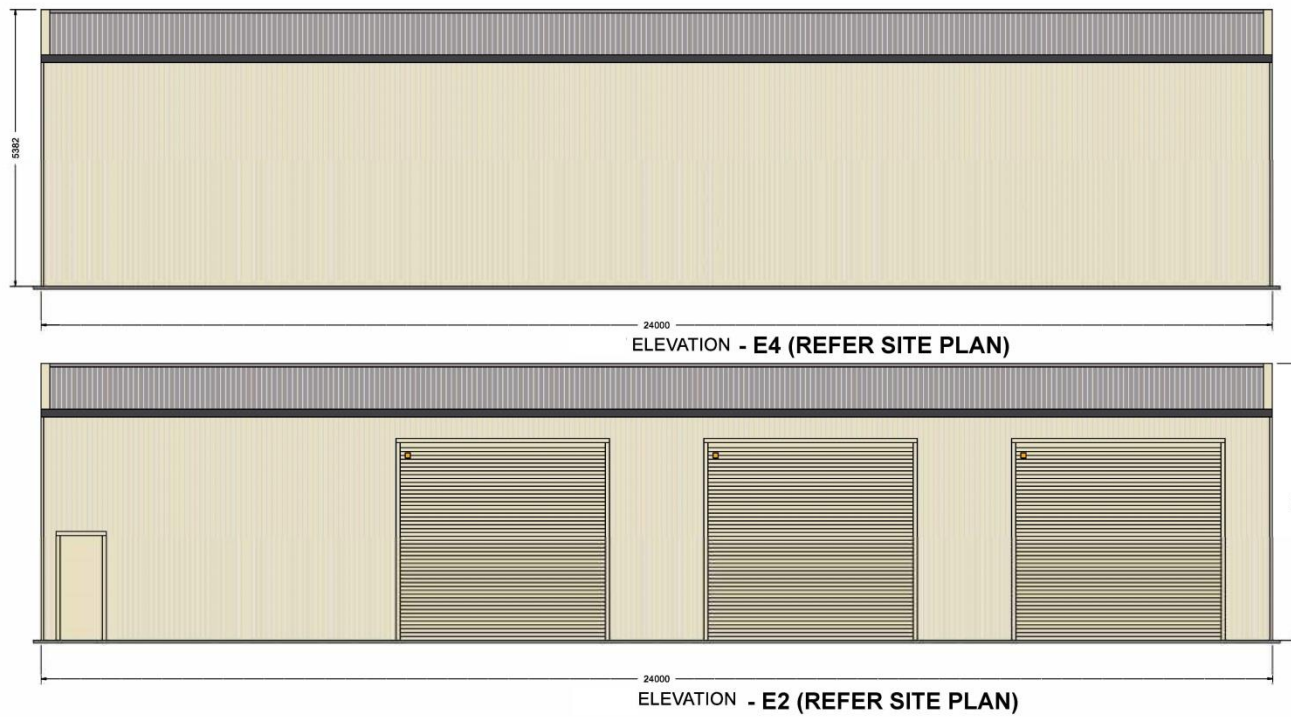 5382
24000
ELEVATION - E4 (REFER SITE PLAN)
24000
ELEVATION - E2 (REFER SITE PLAN)